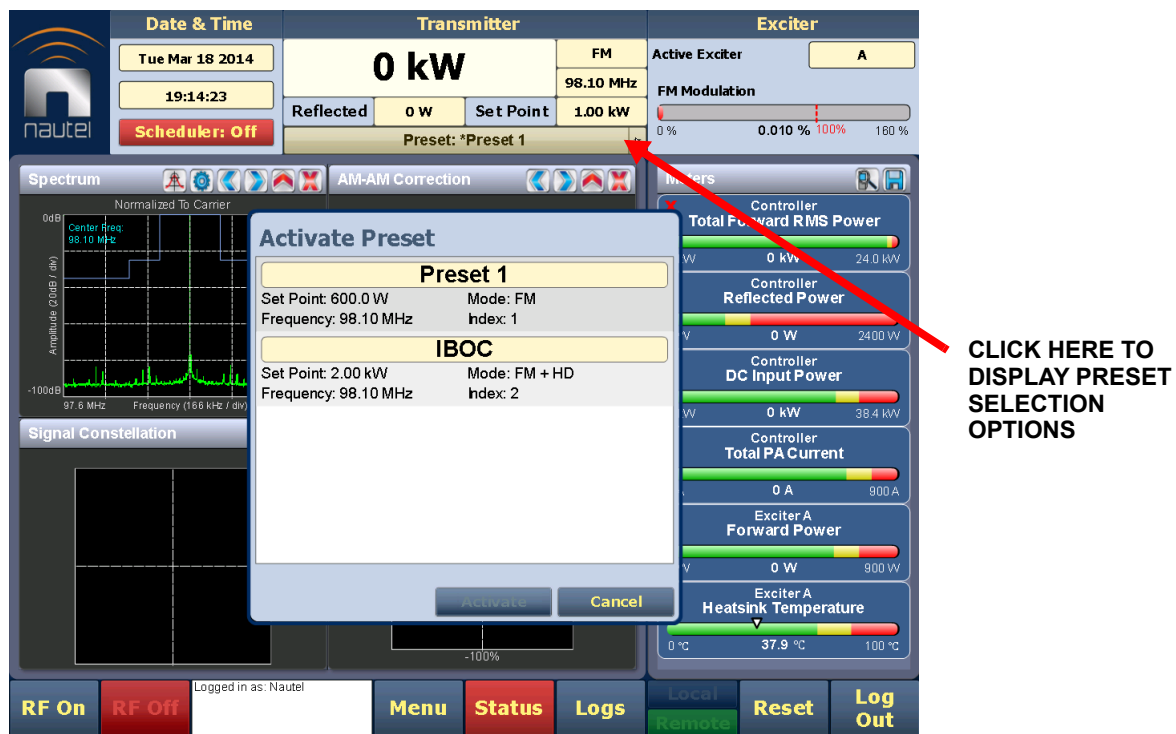 Date & Time
Transmitter
Exciter
nautel
Tue Mar 18 2014
19:14:23
Scheduler: Off
0 kW
FM
98.10 MHz
Reflected
0 W
Set Point
1.00 kW
Preset: *Preset 1
Active Exciter
A
FM Modulation
0 %
0.010 %
100%
160 %
Spectrum
AM-AM Correction
Meters
Normalized To Carrier
0dB
Center Freq:
98.10 MHz
Amplitude (20dB / div)
-100dB
97.6 MHz
Frequency (166 kHz / div)
Signal Constellation
Activate Preset
Preset 1
Set Point: 600.0 W
Mode: FM
Frequency: 98.10 MHz
Index: 1
IBOC
Set Point: 2.00 kW
Mode: FM + HD
Frequency: 98.10 MHz
Index: 2
Activate
Cancel
-100%
Controller
Total Forward RMS Power
0 kW
24.0 kW
Controller
Reflected Power
0 W
2400 W
Controller
DC Input Power
0 kW
38.4 kW
Controller
Total PA Current
0 A
900 A
Exciter A
Forward Power
0 W
900 W
Exciter A
Heatsink Temperature
0 °C
37.9 °C
100 °C
CLICK HERE TO
DISPLAY PRESET
SELECTION
OPTIONS
RF On
RF Off
Logged in as: Nautel
Menu
Status
Logs
Local
Remote
Reset
Log
Out